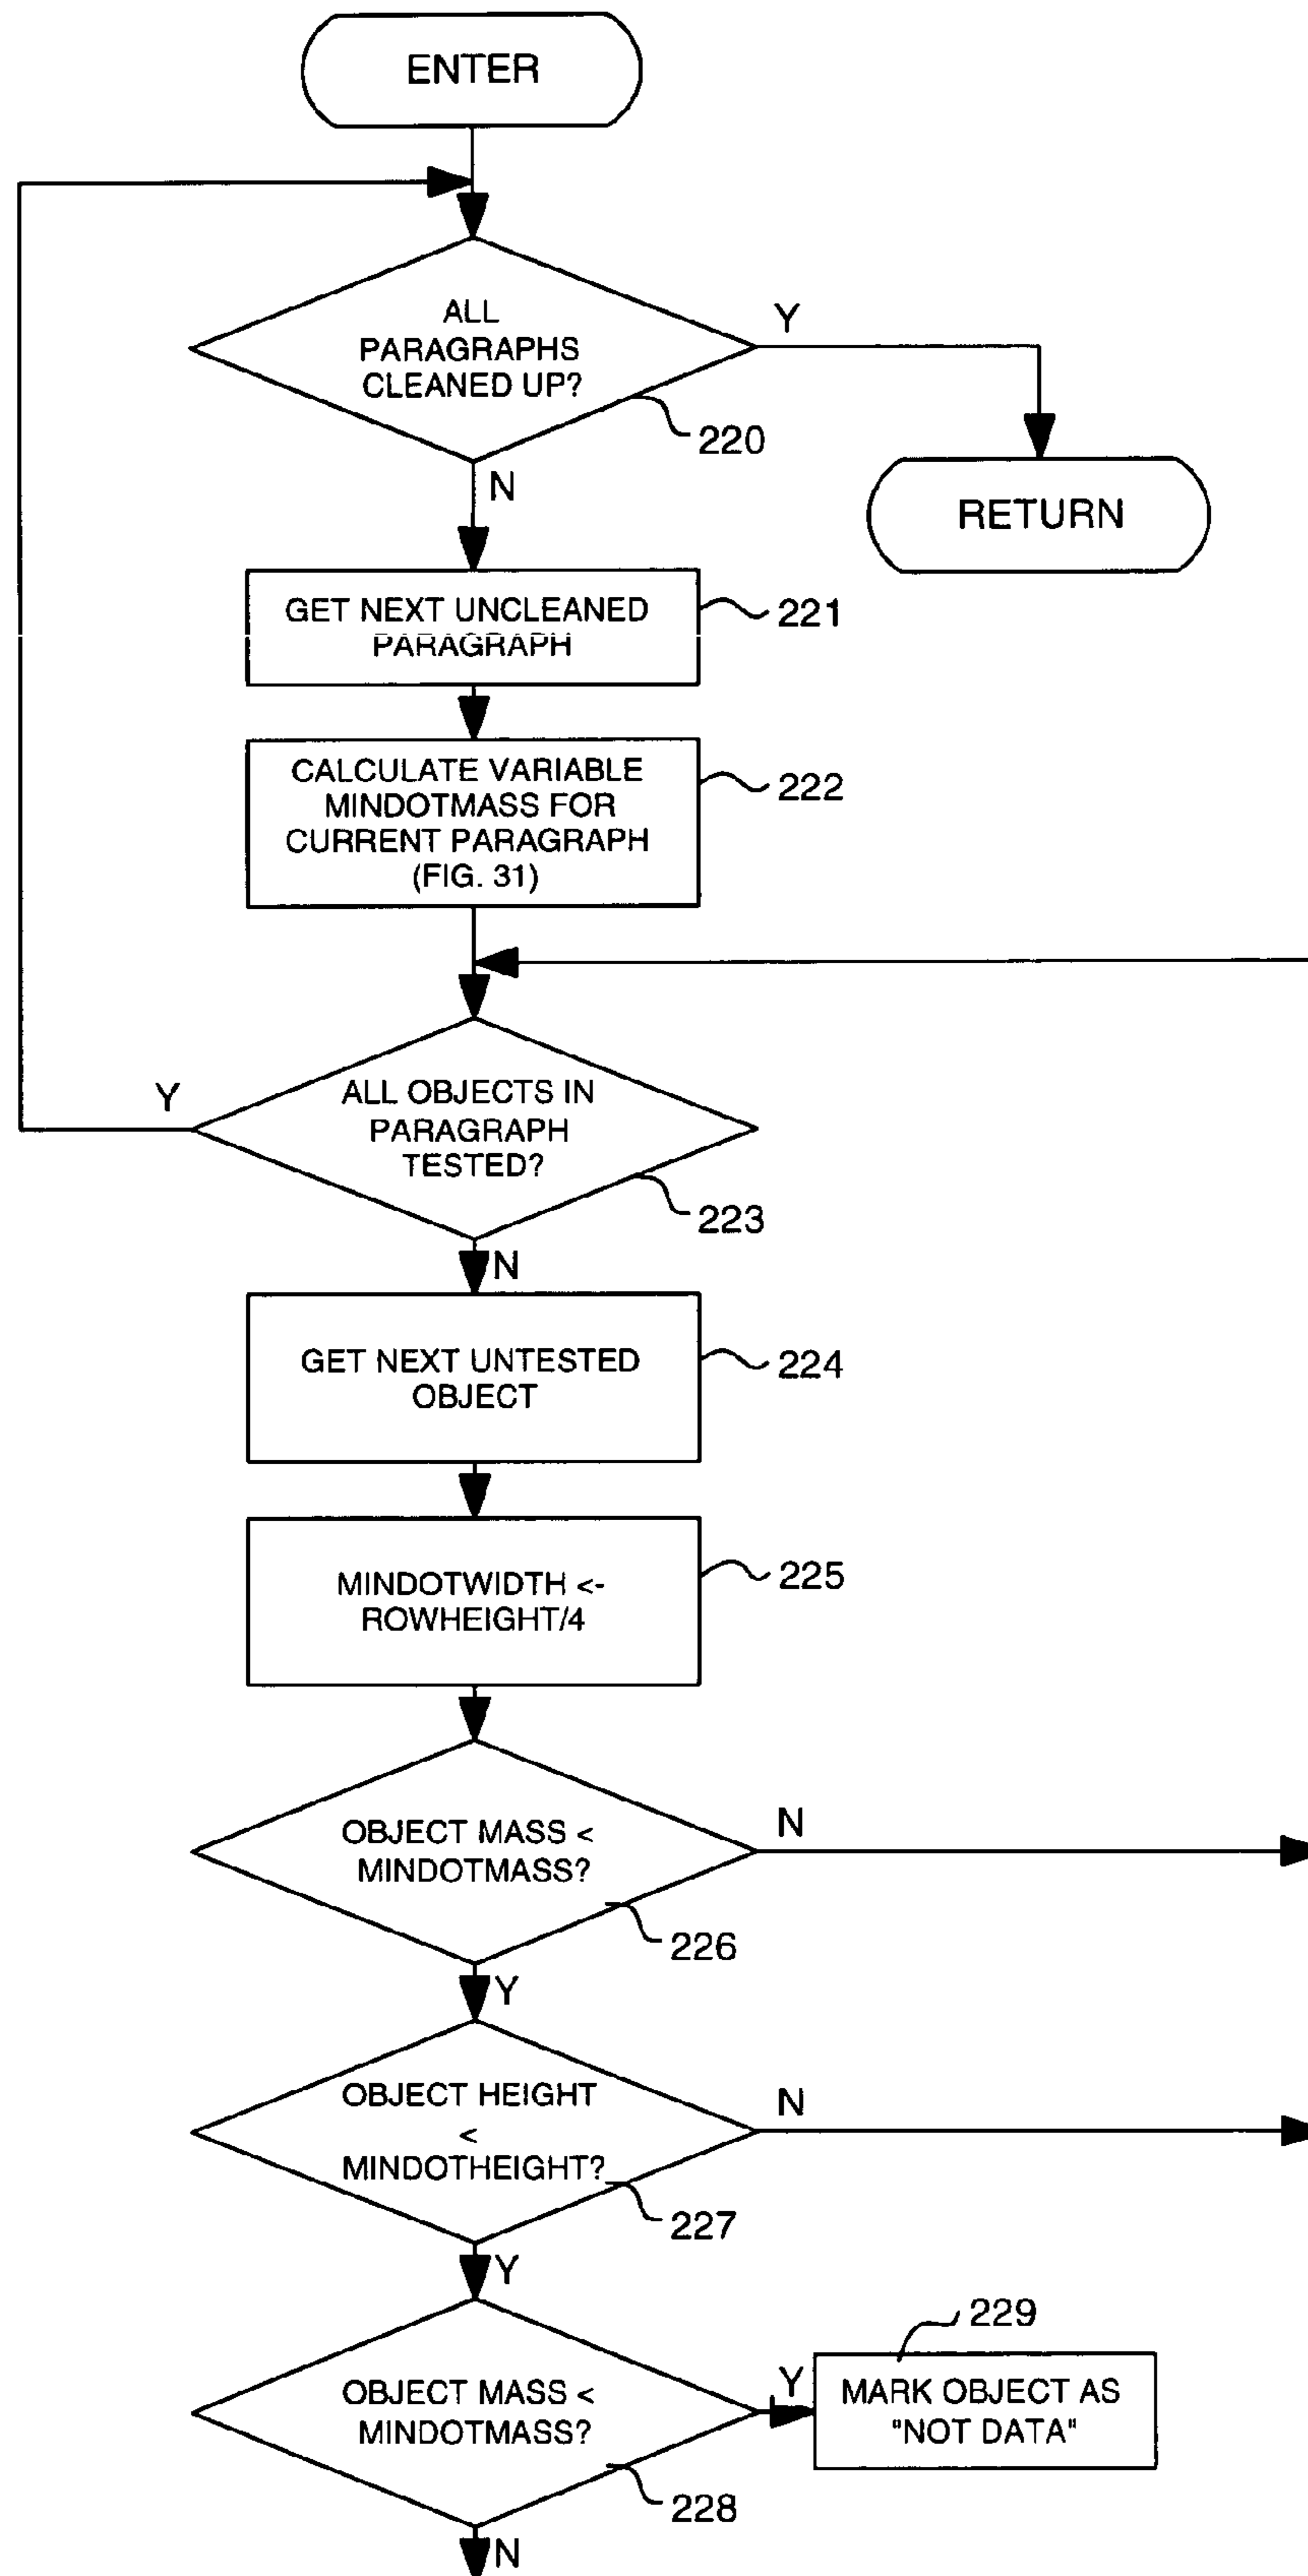 ENTER
ALL
PARAGRAPHS
CLEANED UP?
Y
220
N
RETURN
GET NEXT UNCLEANED
PARAGRAPH
221
CALCULATE VARIABLE
MINDOTMASS FOR
CURRENT PARAGRAPH
(FIG. 31)
222
Y
ALL OBJECTS IN
PARAGRAPH
TESTED?
223
N
GET NEXT UNTESTED
OBJECT
224
MINDOTWIDTH <-
ROWHEIGHT/4
225
OBJECT MASS <
MINDOTMASS?
N
226
Y
OBJECT HEIGHT
<
MINDOTHEIGHT?
N
227
Y
OBJECT MASS <
MINDOTMASS?
Y
228
N
229
MARK OBJECT AS
"NOT DATA"